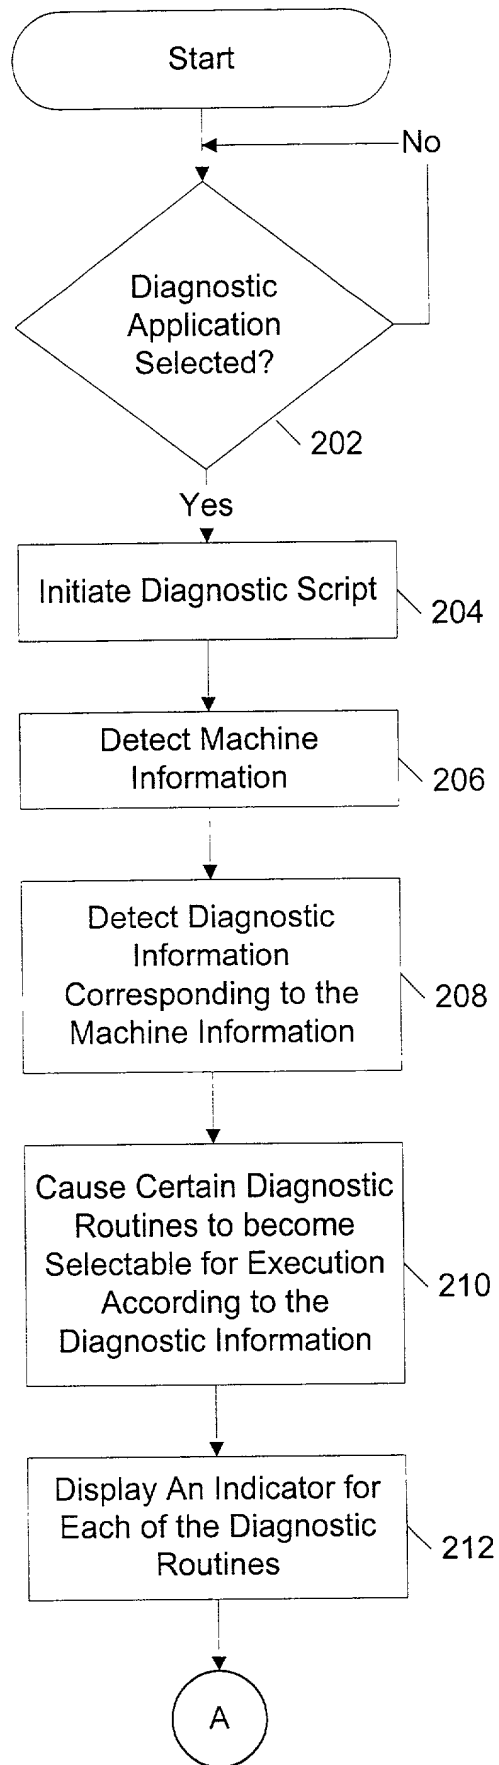 Start
No
Diagnostic
Application
Selected?
202
Yes
Initiate Diagnostic Script
204
Detect Machine
Information
206
Detect Diagnostic
Information
Corresponding to the
Machine Information
208
Cause Certain Diagnostic
Routines to become
Selectable for Execution
According to the
Diagnostic Information
210
Display An Indicator for
Each of the Diagnostic
Routines
212
A